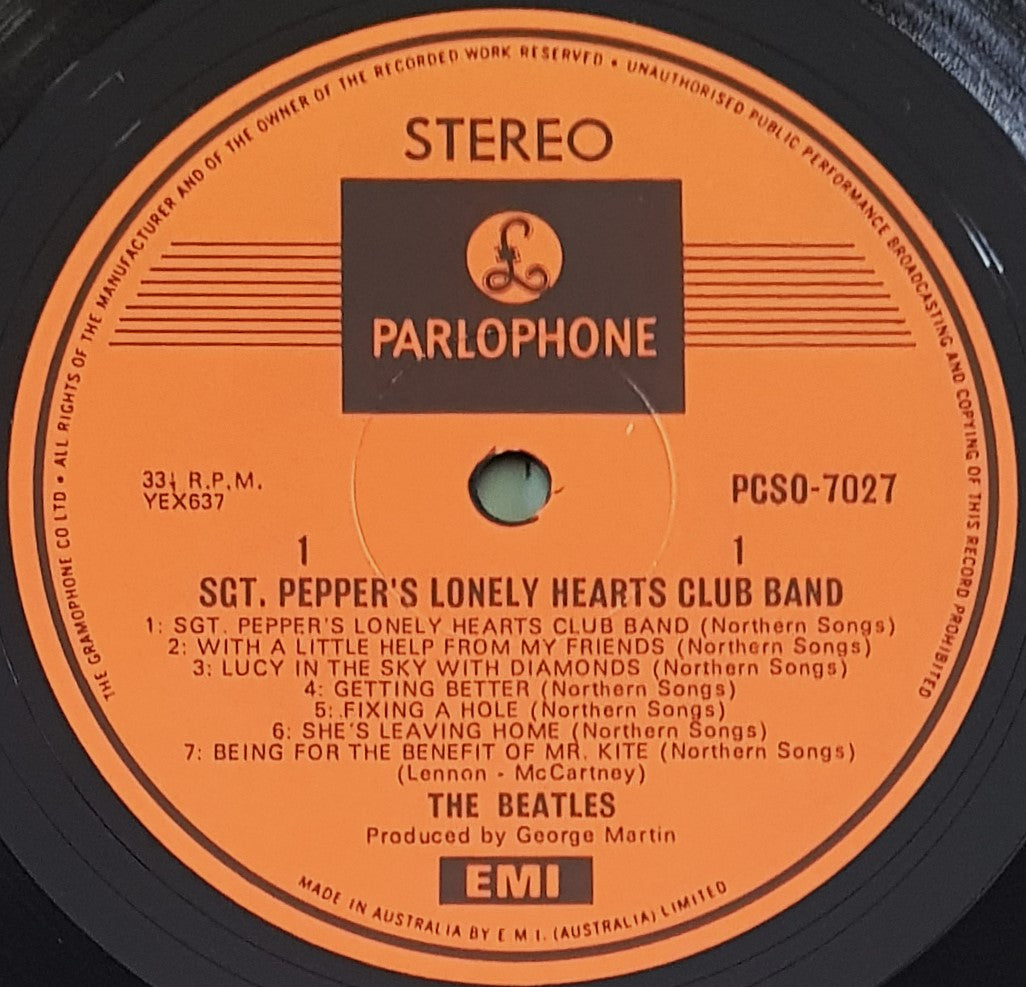 THE GRAMOPHONE CO LTD • ALL RIGHTS OF THE MANUFACTURER AND OF THE OWNER OF THE RECORDED WORK RESERVED • UNAUTHORISED PUBLIC PERFORMANCE BROADCASTING AND COPYING OF THIS RECORD PROHIBITED
STEREO
£
PARLOPHONE
33⅓ R.P.M.
YEX637
PCSO-7027
1 1
SGT. PEPPER'S LONELY HEARTS CLUB BAND
1: SGT. PEPPER'S LONELY HEARTS CLUB BAND (Northern Songs)
2: WITH A LITTLE HELP FROM MY FRIENDS (Northern Songs)
3: LUCY IN THE SKY WITH DIAMONDS (Northern Songs)
4: GETTING BETTER (Northern Songs)
5: FIXING A HOLE (Northern Songs)
6: SHE'S LEAVING HOME (Northern Songs)
7: BEING FOR THE BENEFIT OF MR. KITE (Northern Songs)
(Lennon - McCartney)
THE BEATLES
Produced by George Martin
EMI
MADE IN AUSTRALIA BY E M I. (AUSTRALIA) LIMITED